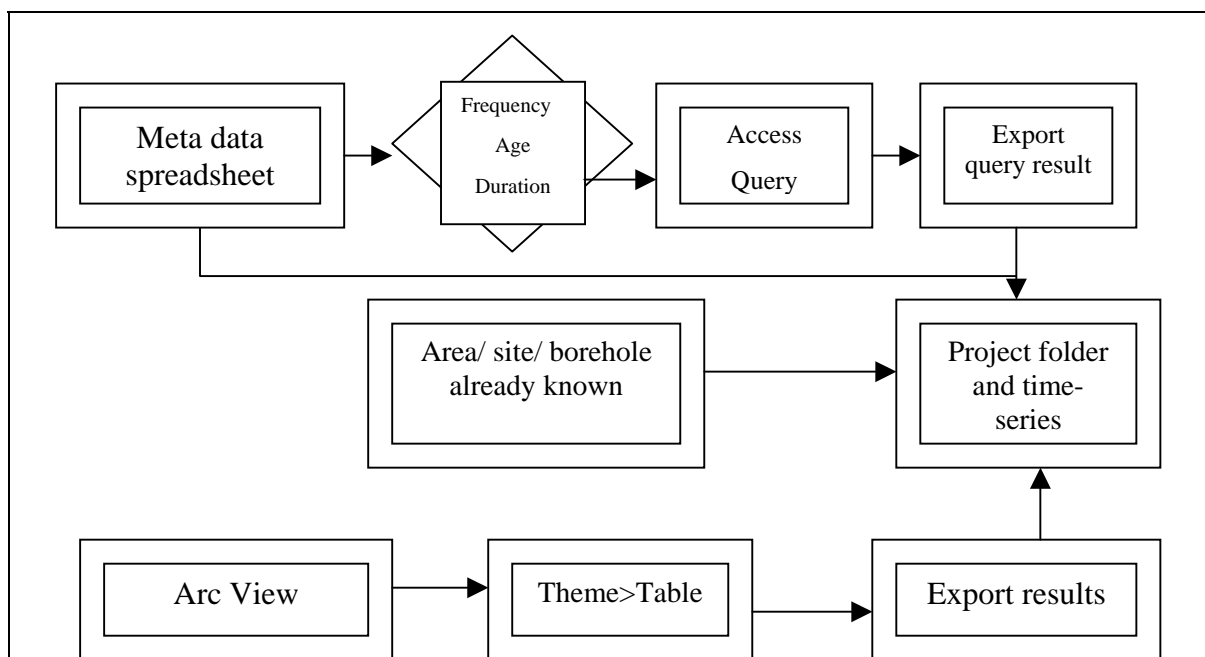 Meta data
spreadsheet
Frequency
Age
Duration
Access
Query
Export
query result
Area/ site/ borehole
already known
Project folder
and time-
series
Arc View
Theme>Table
Export results